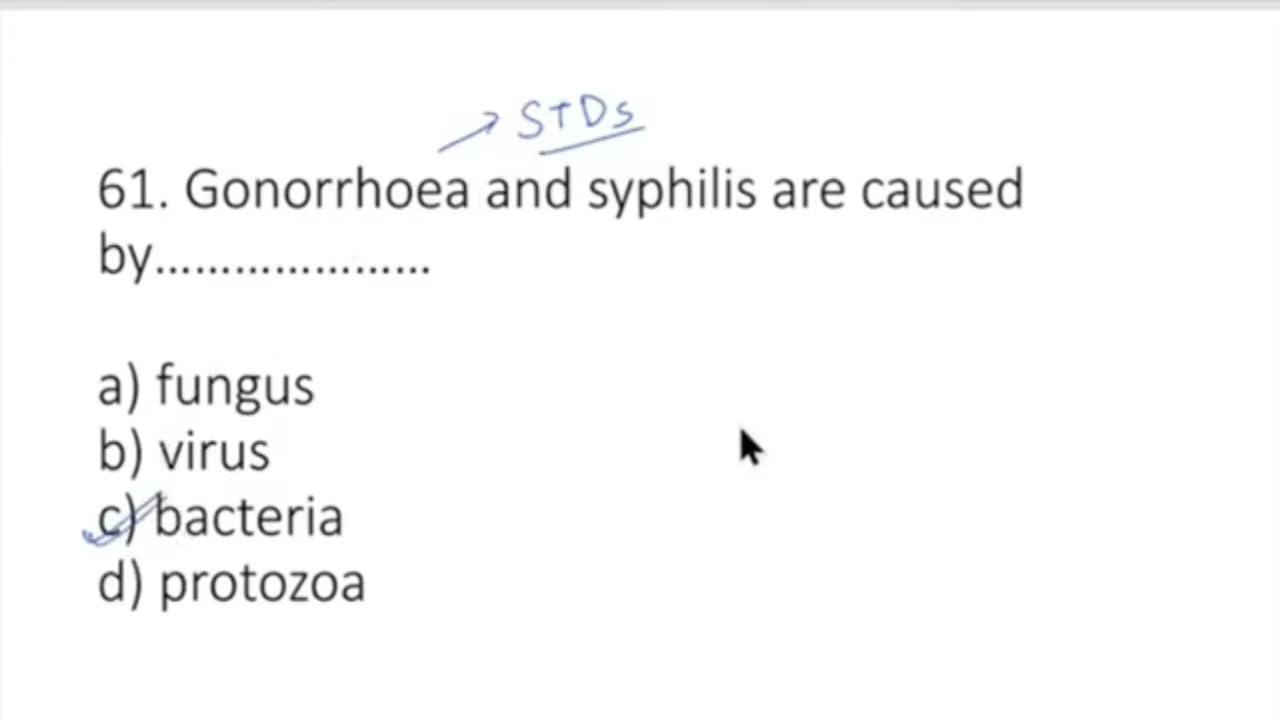 STDs
61. Gonorrhoea and syphilis are caused
by.....................
a) fungus
b) virus
c) bacteria
d) protozoa